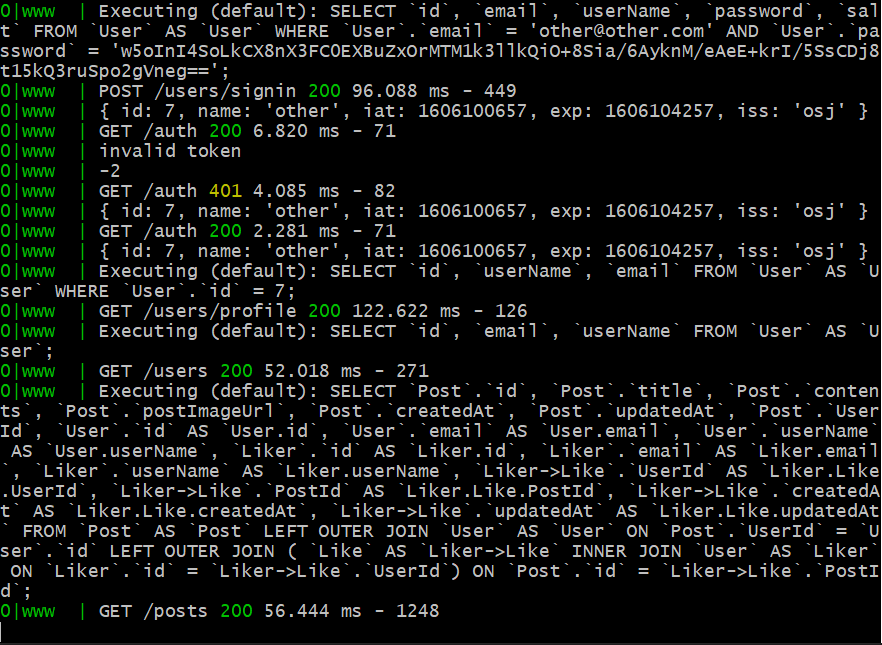 0|www  | Executing (default): SELECT `id`, `email`, `userName`, `password`, `sal
t` FROM `User` AS `User` WHERE `User`.`email` = 'other@other.com' AND `User`.`pa
ssword` = 'w5oInI4SoLkCX8nX3FC0EXBuZxOrMTM1k3llkQiO+8Sia/6AyknM/eAeE+krI/5SsCDj8
t15kQ3ruSpo2gVneg==';
0|www  | POST /users/signin 200 96.088 ms - 449
0|www  | { id: 7, name: 'other', iat: 1606100657, exp: 1606104257, iss: 'osj' }
0|www  | GET /auth 200 6.820 ms - 71
0|www  | invalid token
0|www  | -2
0|www  | GET /auth 401 4.085 ms - 82
0|www  | { id: 7, name: 'other', iat: 1606100657, exp: 1606104257, iss: 'osj' }
0|www  | GET /auth 200 2.281 ms - 71
0|www  | { id: 7, name: 'other', iat: 1606100657, exp: 1606104257, iss: 'osj' }
0|www  | Executing (default): SELECT `id`, `userName`, `email` FROM `User` AS `U
ser` WHERE `User`.`id` = 7;
0|www  | GET /users/profile 200 122.622 ms - 126
0|www  | Executing (default): SELECT `id`, `email`, `userName` FROM `User` AS `U
ser`;
0|www  | GET /users 200 52.018 ms - 271
0|www  | Executing (default): SELECT `Post`.`id`, `Post`.`title`, `Post`.`conten
ts`, `Post`.`postImageUrl`, `Post`.`createdAt`, `Post`.`updatedAt`, `Post`.`User
Id`, `User`.`id` AS `User.id`, `User`.`email` AS `User.email`, `User`.`userName`
 AS `User.userName`, `Liker`.`id` AS `Liker.id`, `Liker`.`email` AS `Liker.email
`, `Liker`.`userName` AS `Liker.userName`, `Liker->Like`.`UserId` AS `Liker.Like
.UserId`, `Liker->Like`.`PostId` AS `Liker.Like.PostId`, `Liker->Like`.`createdA
t` AS `Liker.Like.createdAt`, `Liker->Like`.`updatedAt` AS `Liker.Like.updatedAt
` FROM `Post` AS `Post` LEFT OUTER JOIN `User` AS `User` ON `Post`.`UserId` = `U
ser`.`id` LEFT OUTER JOIN ( `Like` AS `Liker->Like` INNER JOIN `User` AS `Liker`
 ON `Liker`.`id` = `Liker->Like`.`UserId`) ON `Post`.`id` = `Liker->Like`.`PostI
d`;
0|www  | GET /posts 200 56.444 ms - 1248